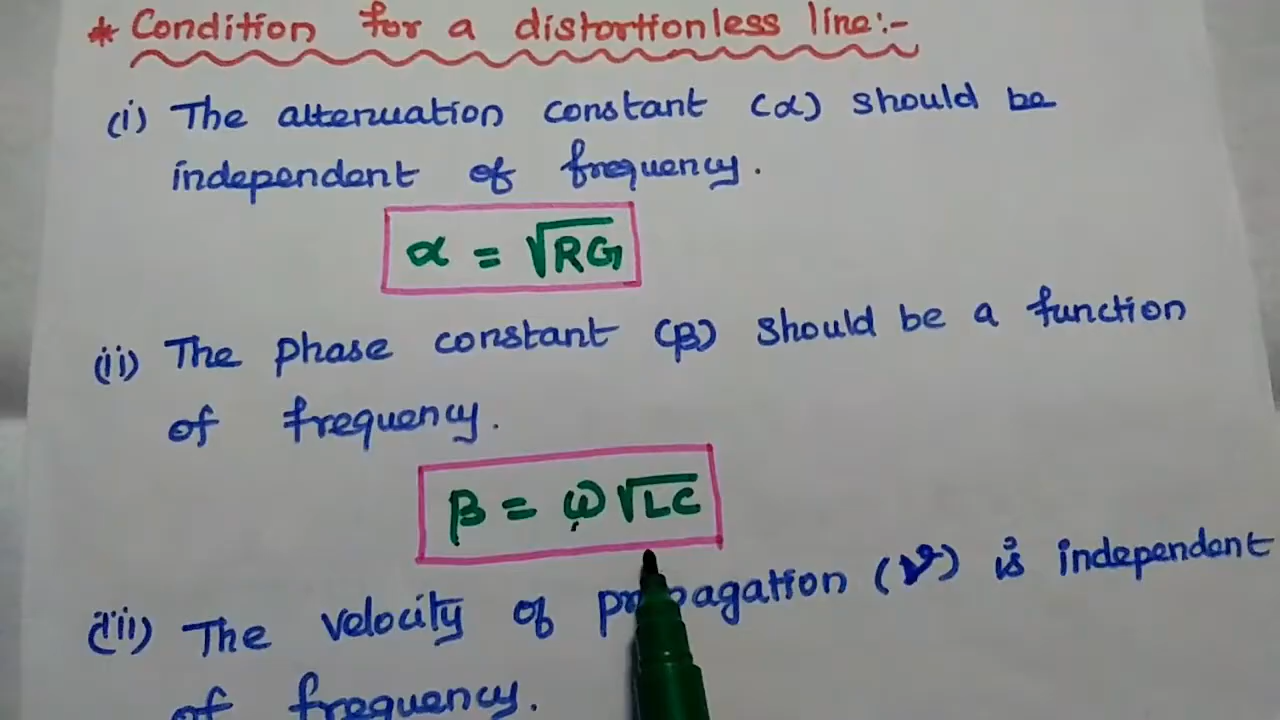 * Condition for a distortionless line:-
(i) The attenuation constant (α) should be
independent of frequency.
α = √RG
(ii) The phase constant (β) should be a function
of frequency.
β = ω√LC
(iii) The velocity of propagation (ϑ) is independent
of frequency.